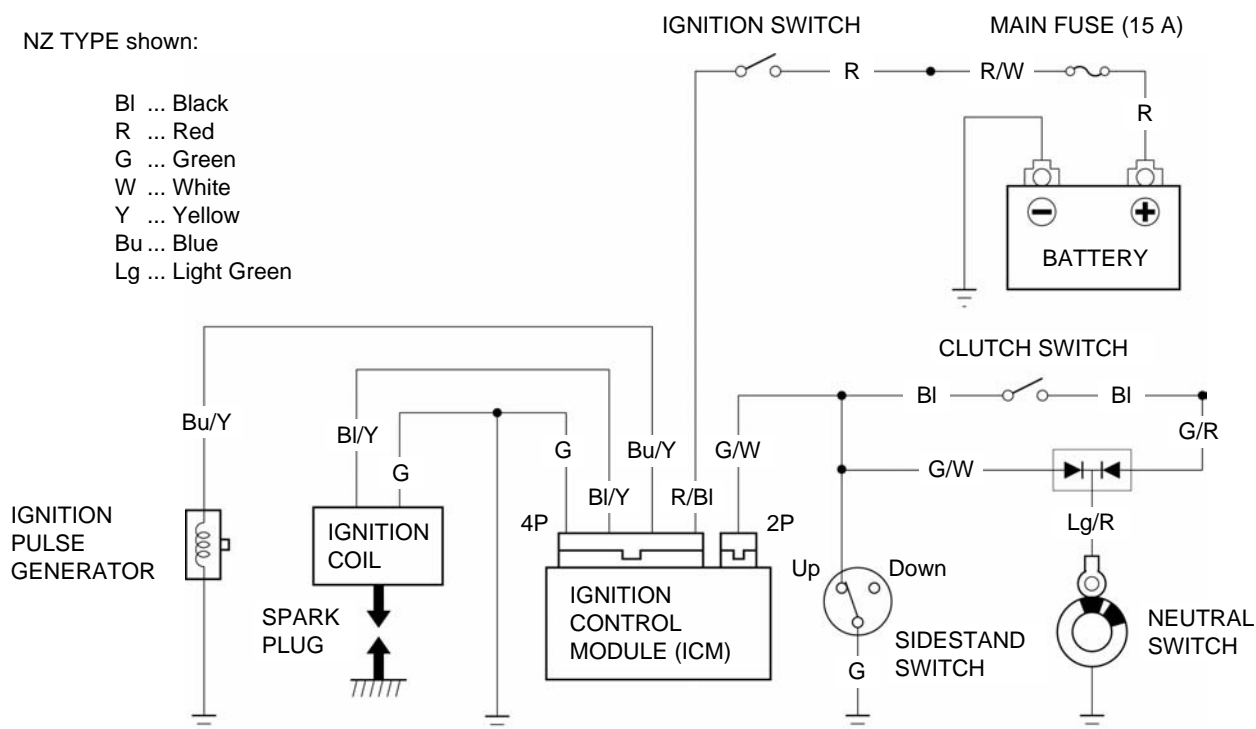 NZ TYPE shown:
Bl ... Black
R ... Red
G ... Green
W ... White
Y ... Yellow
Bu ... Blue
Lg ... Light Green
IGNITION SWITCH
MAIN FUSE (15 A)
R
R/W
R
BATTERY
CLUTCH SWITCH
Bl
Bl
G/R
G/W
Lg/R
Bu/Y
Bl/Y
G
G
Bu/Y
G/W
Bl/Y
R/Bl
4P
2P
IGNITION
PULSE
GENERATOR
IGNITION
COIL
SPARK
PLUG
IGNITION
CONTROL
MODULE (ICM)
Up
Down
SIDESTAND
SWITCH
G
NEUTRAL
SWITCH